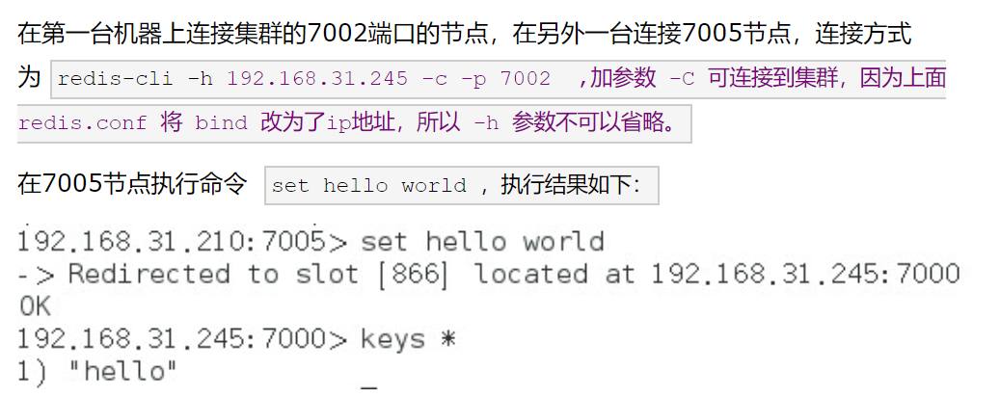 在第一台机器上连接集群的7002端口的节点，在另外一台连接7005节点，连接方式
为 redis-cli -h 192.168.31.245 -c -p 7002 ,加参数 -C 可连接到集群，因为上面
redis.conf 将 bind 改为了ip地址，所以 -h 参数不可以省略。
在7005节点执行命令 set hello world ，执行结果如下：
192.168.31.210:7005> set hello world
-> Redirected to slot [866] located at 192.168.31.245:7000
OK
192.168.31.245:7000> keys *
1) "hello"